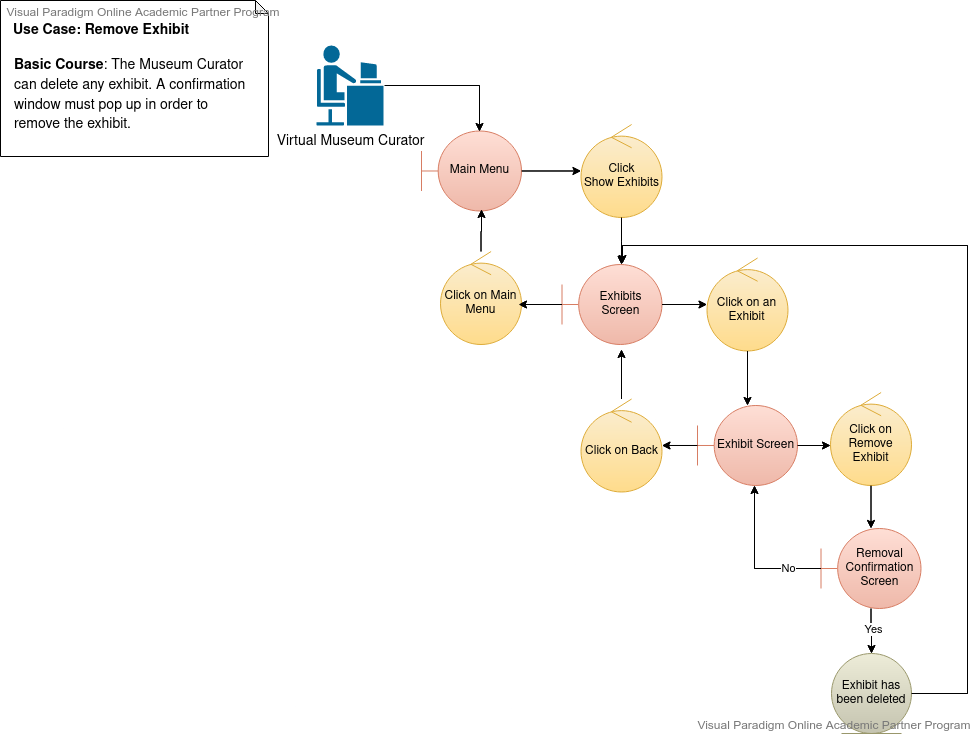 Visual Paradigm Online Academic Partner Program
Use Case: Remove Exhibit
Basic Course: The Museum Curator
can delete any exhibit. A confirmation
window must pop up in order to
remove the exhibit.
Virtual Museum Curator
Main Menu
Click
Show Exhibits
Click on Main
Menu
Exhibits
Screen
Click on an
Exhibit
Click on Back
Exhibit Screen
Click on
Remove
Exhibit
No
Removal
Confirmation
Screen
Yes
Exhibit has
been deleted
Visual Paradigm Online Academic Partner Program